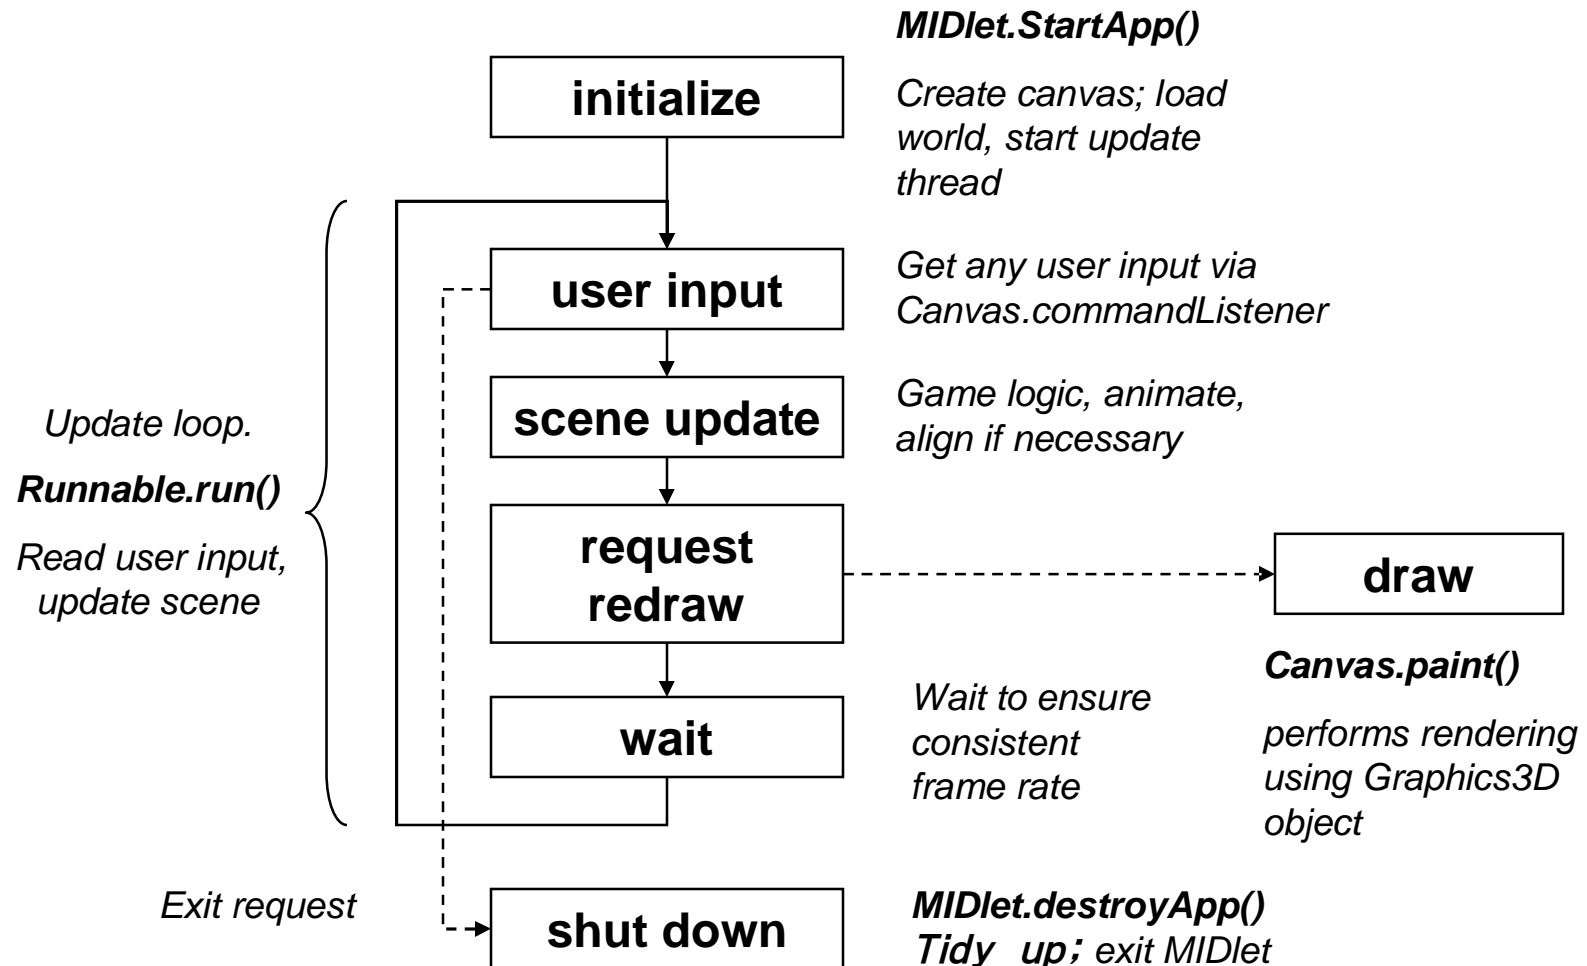 MIDlet.StartApp()
initialize
Create canvas; load
world, start update
thread
user input
Get any user input via
Canvas.commandListener
scene update
Game logic, animate,
align if necessary
Update loop.
Runnable.run()
Read user input,
update scene
request
redraw
draw
Canvas.paint()
performs rendering
using Graphics3D
object
wait
Wait to ensure
consistent
frame rate
Exit request
shut down
MIDlet.destroyApp()
Tidy up; exit MIDlet